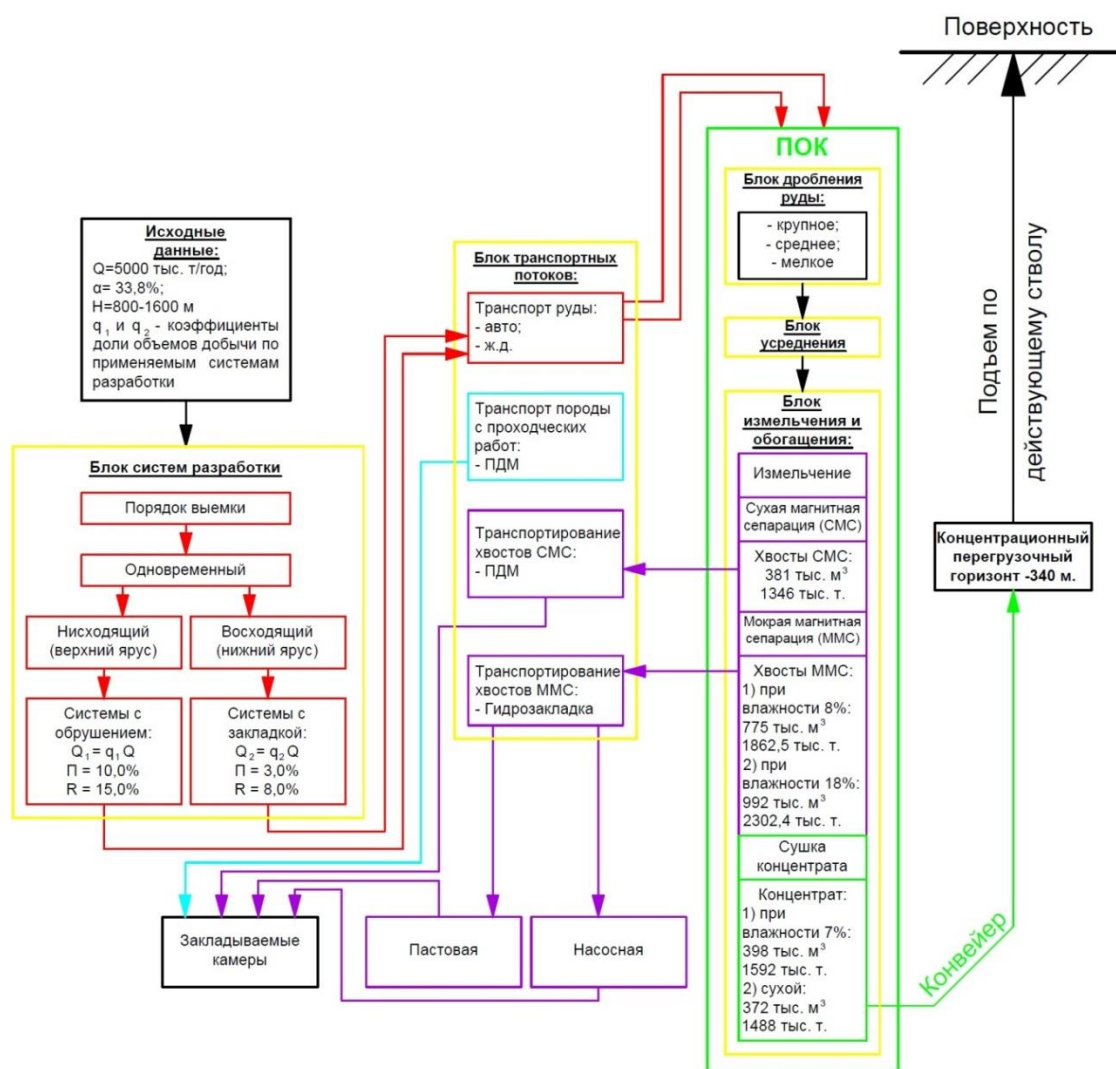 Поверхность
Подъем по
действующему стволу
Концентрационный
перегрузочный
горизонт -340 м.
Конвейер
Исходные
данные:
Q=5000 тыс. т/год;
α= 33,8%;
H=800-1600 м
q₁ и q₂ - коэффициенты
доли объемов добычи по
применяемым системам
разработки
Блок систем разработки
Порядок выемки
Одновременный
Нисходящий
(верхний ярус)
Восходящий
(нижний ярус)
Системы с
обрушением:
Q₁= q₁Q
П = 10,0%
R = 15,0%
Системы с
закладкой:
Q₂= q₂Q
П = 3,0%
R = 8,0%
Блок транспортных
потоков:
Транспорт руды:
- авто;
- ж.д.
Транспорт породы
с проходческих
работ:
- ПДМ
Транспортирование
хвостов СМС:
- ПДМ
Транспортирование
хвостов ММС:
- Гидрозакладка
Закладываемые
камеры
Пастовая
Насосная
ПОК
Блок дробления
руды:
- крупное;
- среднее;
- мелкое
Блок
усреднения
Блок
измельчения и
обогащения:
Измельчение
Сухая магнитная
сепарация (СМС)
Хвосты СМС:
381 тыс. м³
1346 тыс. т.
Мокрая магнитная
сепарация (ММС)
Хвосты ММС:
1) при
влажности 8%:
775 тыс. м³
1862,5 тыс. т.
2) при
влажности 18%:
992 тыс. м³
2302,4 тыс. т.
Сушка
концентрата
Концентрат:
1) при
влажности 7%:
398 тыс. м³
1592 тыс. т.
2) сухой:
372 тыс. м³
1488 тыс. т.